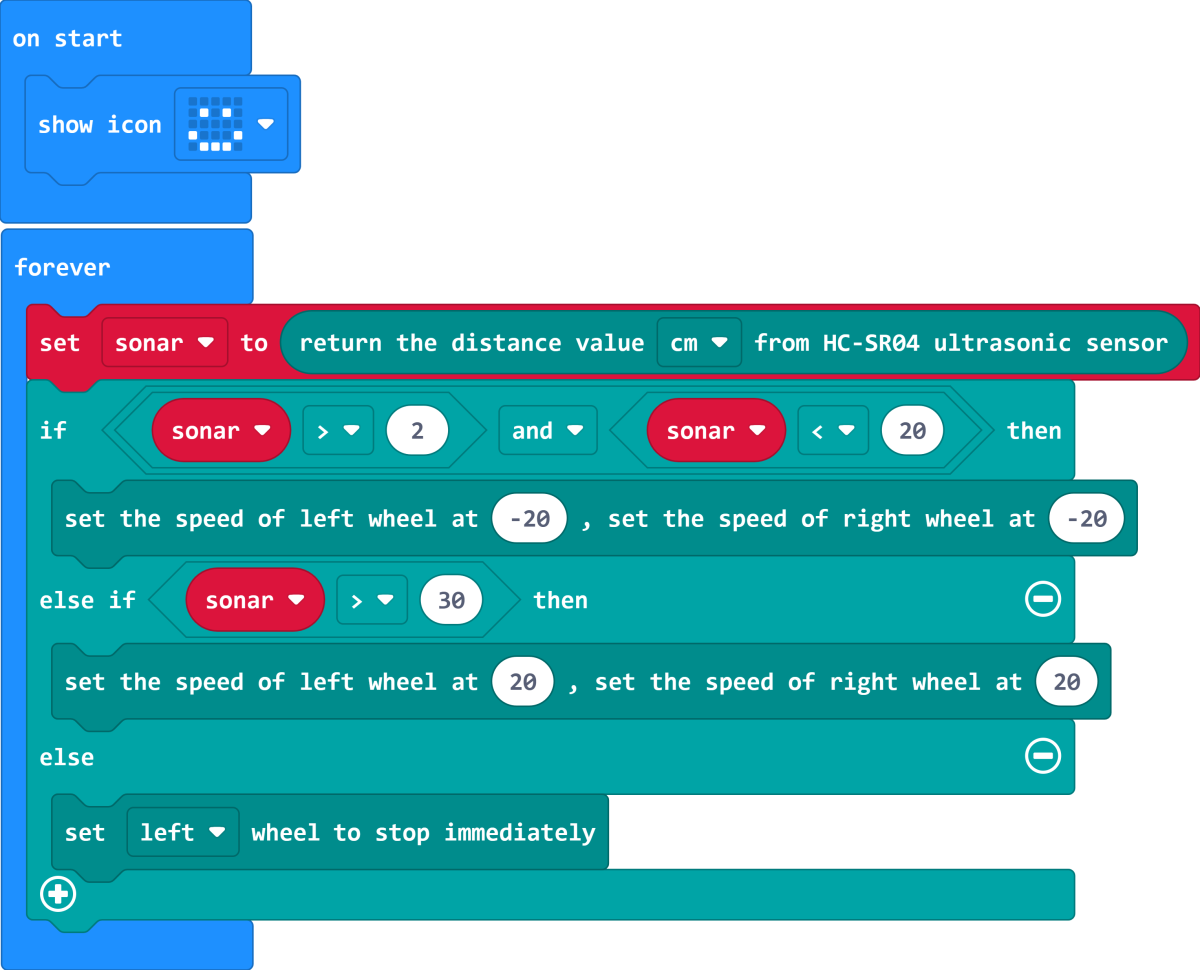 on start
show icon
forever
set sonar to return the distance value cm from HC-SR04 ultrasonic sensor
if sonar > 2 and sonar < 20 then
set the speed of left wheel at -20 , set the speed of right wheel at -20
else if sonar > 30 then
set the speed of left wheel at 20 , set the speed of right wheel at 20
else
set left wheel to stop immediately